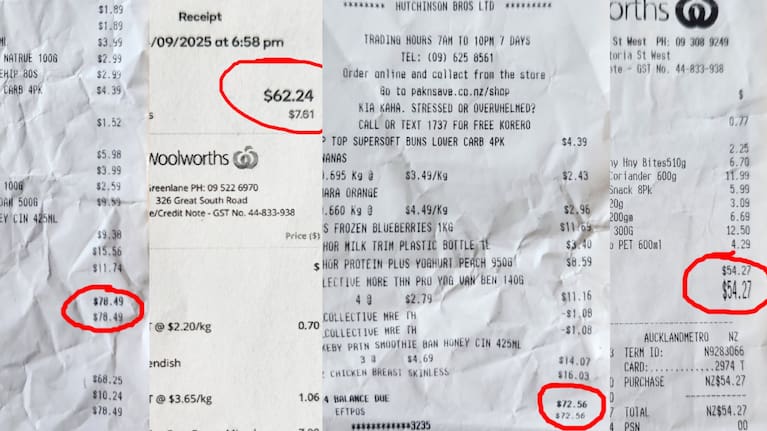 $1.89
$1.89
$3.99
NATRUE 100G $2.99
CHIP 80S $2.99
CARB 4PK $4.39
$1.52
$5.98
$3.99
100G $2.59
500G $9.59
CIN 425ML
$9.38
$15.56
$11.74
$78.49
$78.49
$68.25
$10.24
$78.49
Receipt
/09/2025 at 6:58 pm
$62.24
s $7.61
Woolworths
Greenlane PH: 09 522 6970
326 Great South Road
e/Credit Note - GST No. 44-833-938
Price ($)
$
T @ $2.20/kg 0.70
endish
T @ $3.65/kg 1.06
******** HUTCHINSON BROS LTD ********
TRADING HOURS 7AM TO 10PM 7 DAYS
TEL: (09) 625 8561
Order online and collect from the store
Go to paknsave.co.nz/shop
KIA KAHA. STRESSED OR OVERWHELMED?
CALL OR TEXT 1737 FOR FREE KORERO
P TOP SUPERSOFT BUNS LOWER CARB 4PK $4.39
ANAS
.695 Kg @ $3.49/Kg $2.43
ARA ORANGE
.660 Kg @ $4.49/Kg $2.96
S FROZEN BLUEBERRIES 1KG $11.69
HOR MILK TRIM PLASTIC BOTTLE 1L $3.40
HOR PROTEIN PLUS YOGHURT PEACH 950G $8.59
LLECTIVE MORE THN PRO YOG VAN BEN 140G
4 @ $2.79 $11.16
COLLECTIVE MRE TH -$1.08
COLLECTIVE MRE TH -$1.08
KEBY PRTN SMOOTHIE BAN HONEY CIN 425ML
3 @ $4.69 $14.07
CHICKEN BREAST SKINLESS $16.03
4 BALANCE DUE $72.56
EFTPOS $72.56
************3235
orths
St West PH: 09 308 9249
toria St West
ote - GST No. 44-833-938
$
0.77
2.25
ny Hny Bites510g 6.70
Coriander 600g 11.99
Snack 8Pk 5.99
20g 3.09
200gm 6.69
300G 12.50
o PET 600ml 4.29
$54.27
$54.27
AUCKLANDMETRO NZ
3 TERM ID: N9283066
CARD:............2974 T
0 PURCHASE NZ$54.27
7 TOTAL NZ$54.27
4 PSN 00